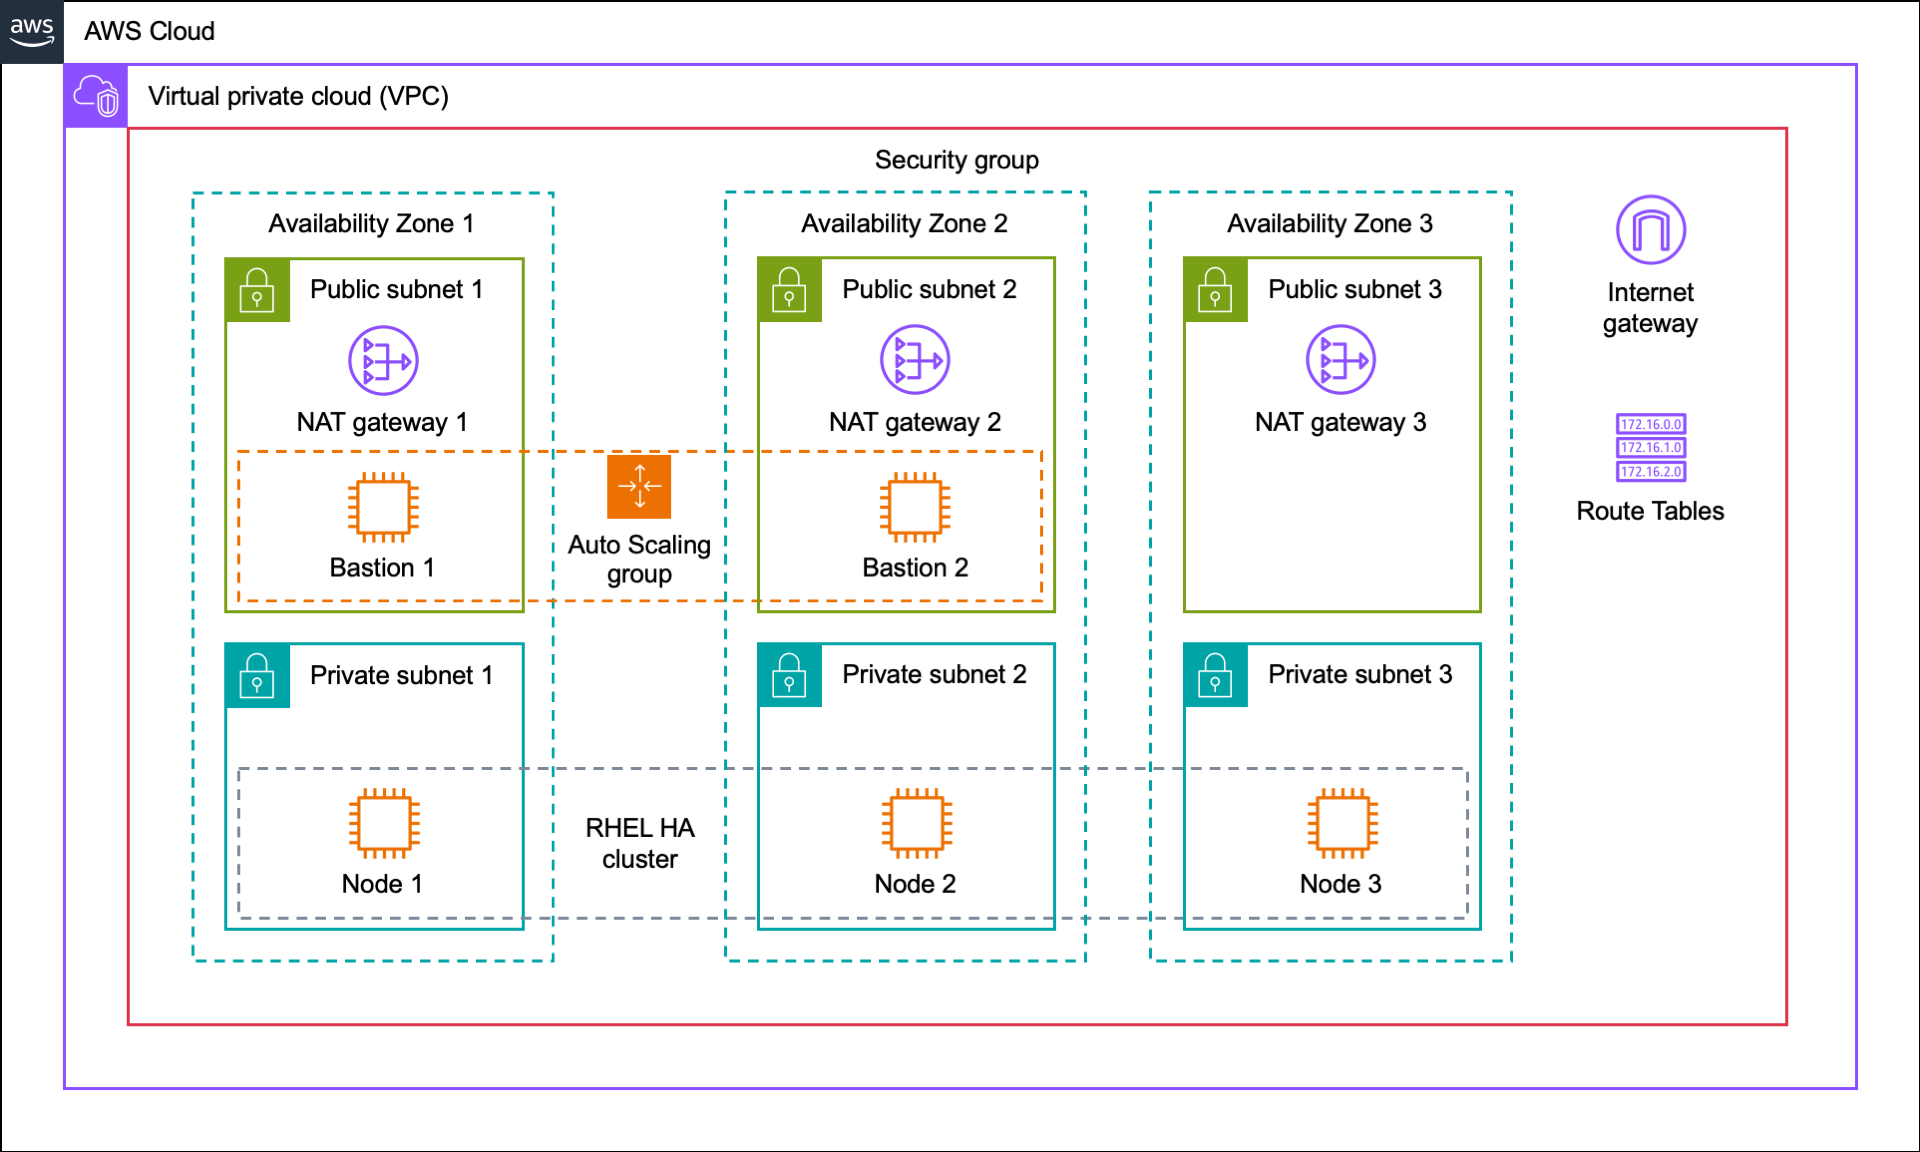 aws
AWS Cloud
Virtual private cloud (VPC)
Security group
Availability Zone 1
Availability Zone 2
Availability Zone 3
Public subnet 1
Public subnet 2
Public subnet 3
Internet
gateway
NAT gateway 1
NAT gateway 2
NAT gateway 3
172.16.0.0
172.16.1.0
172.16.2.0
Route Tables
Auto Scaling
group
Bastion 1
Bastion 2
Private subnet 1
Private subnet 2
Private subnet 3
RHEL HA
cluster
Node 1
Node 2
Node 3